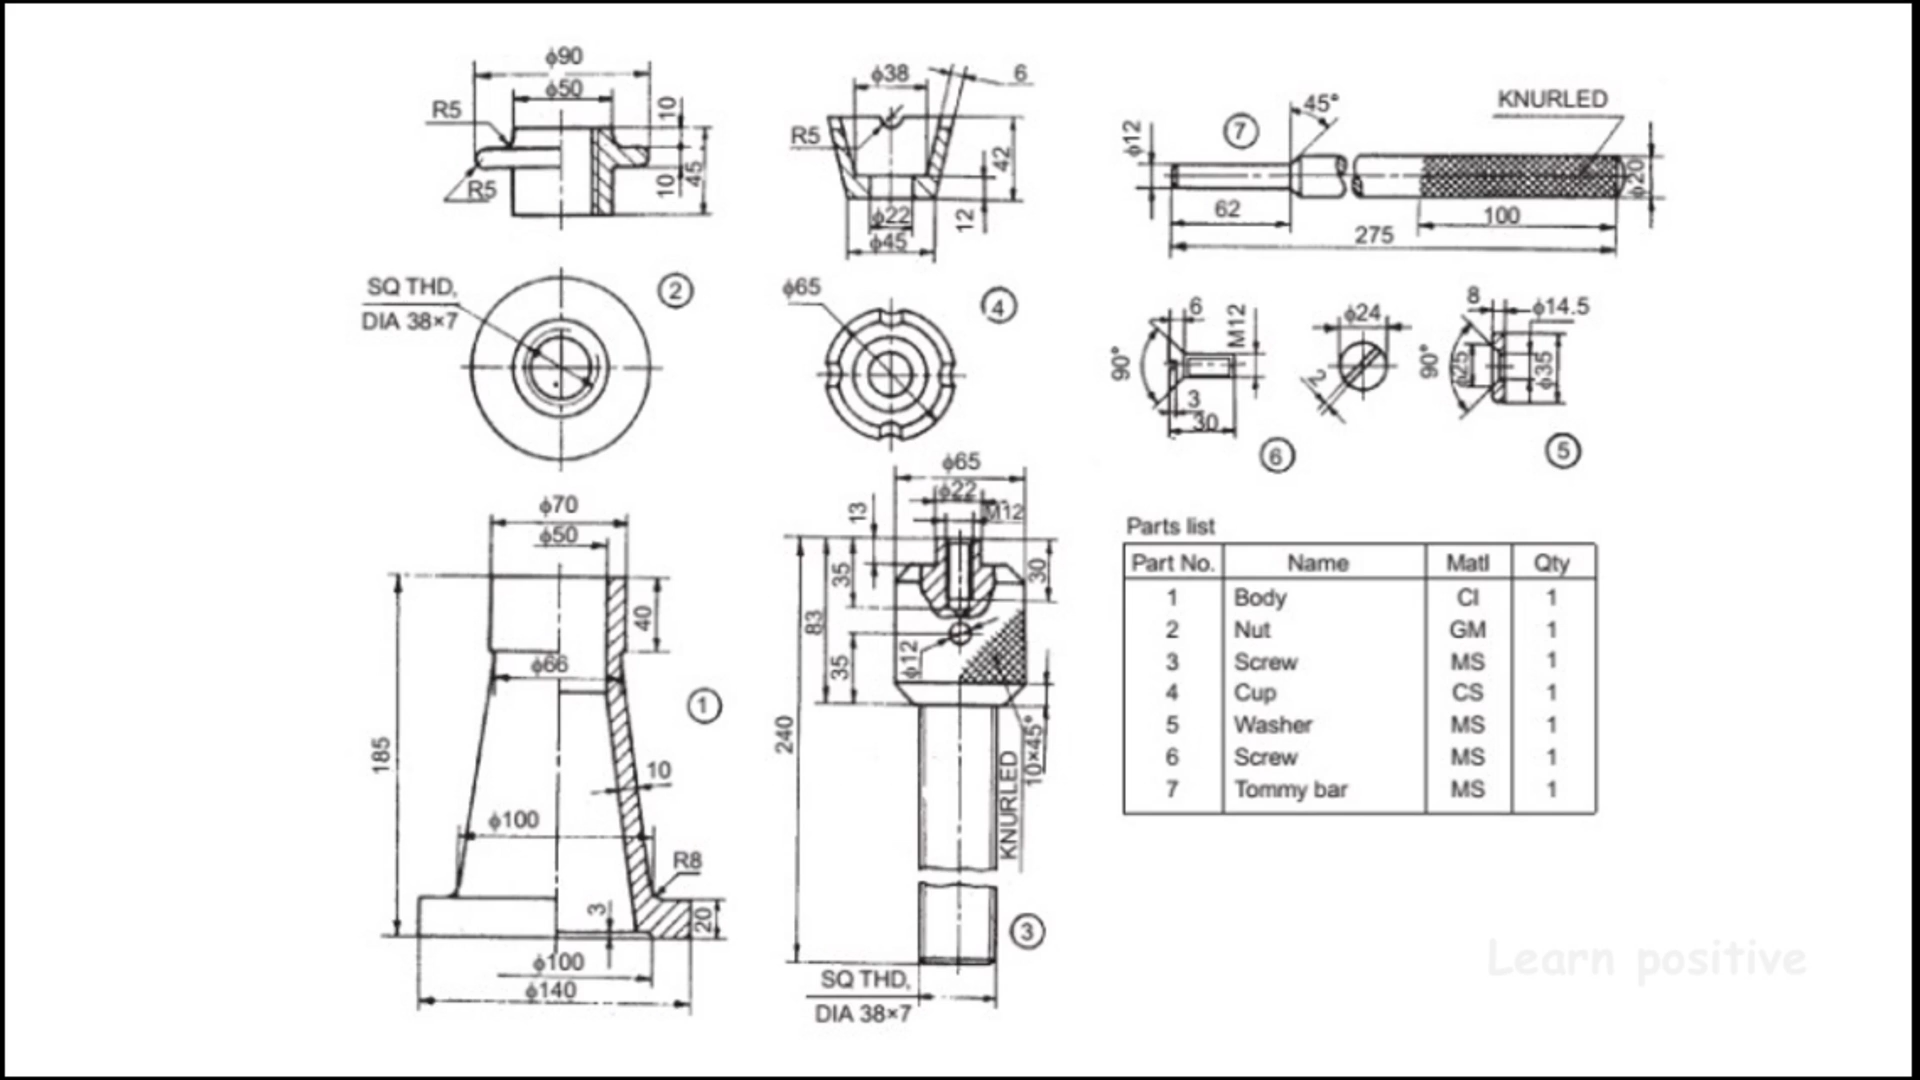 ϕ90
ϕ50
R5
10
45
10
R5
SQ THD,
DIA 38×7
2
ϕ38
6
R5
42
12
ϕ22
ϕ45
ϕ65
4
KNURLED
7
45°
ϕ12
ϕ20
62
100
275
6
M12
90°
3
30
6
ϕ24
2
8
ϕ14.5
90°
ϕ25
ϕ35
5
ϕ70
ϕ50
40
ϕ66
1
185
10
ϕ100
R8
3
20
ϕ100
ϕ140
ϕ65
ϕ22
M12
13
35
30
83
ϕ12
35
240
10×45°
KNURLED
3
SQ THD,
DIA 38×7
Parts list
Part No. Name Matl Qty
1 Body CI 1
2 Nut GM 1
3 Screw MS 1
4 Cup CS 1
5 Washer MS 1
6 Screw MS 1
7 Tommy bar MS 1
Learn positive